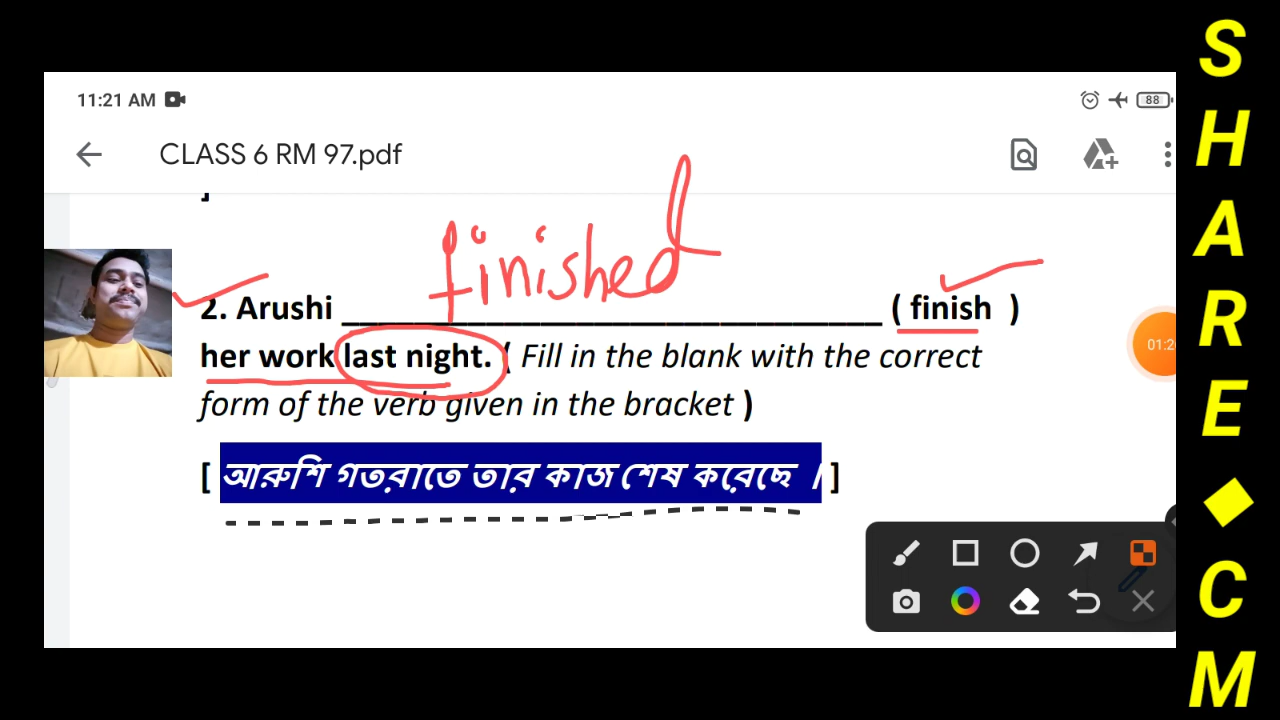 11:21 AM
88
CLASS 6 RM 97.pdf
]
finished
2. Arushi ______________________________ ( finish )
her work last night. ( Fill in the blank with the correct
form of the verb given in the bracket )
[ আরুশি গতরাতে তার কাজ শেষ করেছে । ]
SHARE◆CM